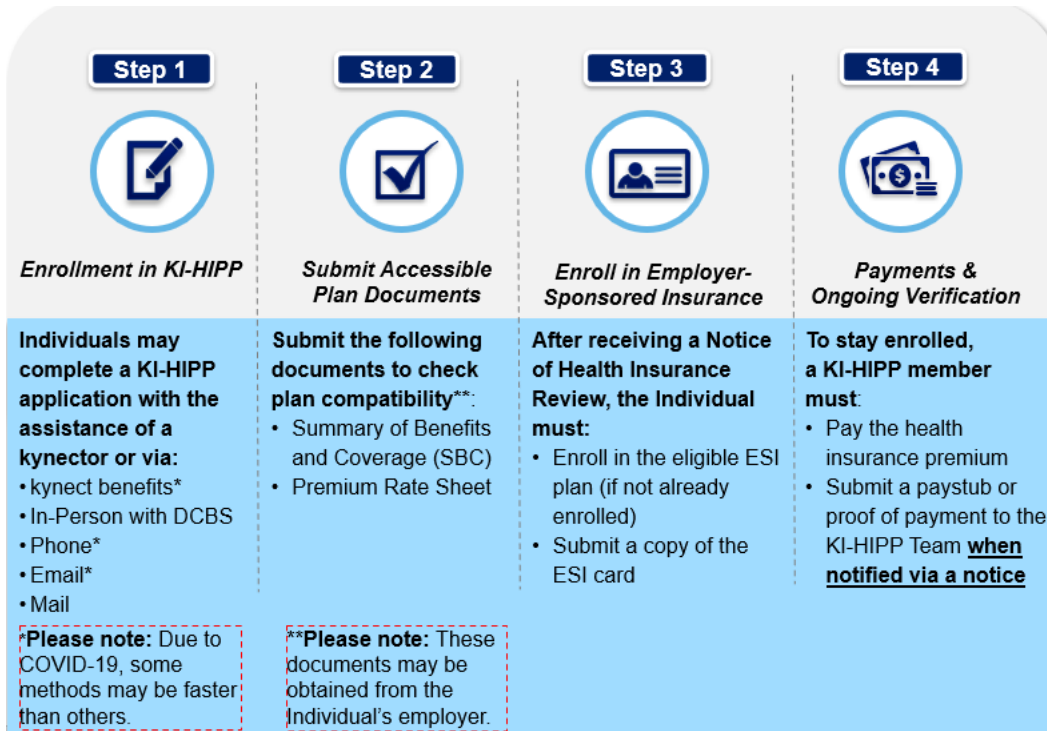 Step 1
Enrollment in KI-HIPP
Individuals may
complete a KI-HIPP
application with the
assistance of a
kynector or via:
• kynect benefits*
• In-Person with DCBS
• Phone*
• Email*
• Mail
*Please note: Due to
COVID-19, some
methods may be faster
than others.
Step 2
Submit Accessible
Plan Documents
Submit the following
documents to check
plan compatibility**:
• Summary of Benefits
and Coverage (SBC)
• Premium Rate Sheet
**Please note: These
documents may be
obtained from the
Individual's employer.
Step 3
Enroll in Employer-
Sponsored Insurance
After receiving a Notice
of Health Insurance
Review, the Individual
must:
• Enroll in the eligible ESI
plan (if not already
enrolled)
• Submit a copy of the
ESI card
Step 4
Payments &
Ongoing Verification
To stay enrolled,
a KI-HIPP member
must:
• Pay the health
insurance premium
• Submit a paystub or
proof of payment to the
KI-HIPP Team when
notified via a notice